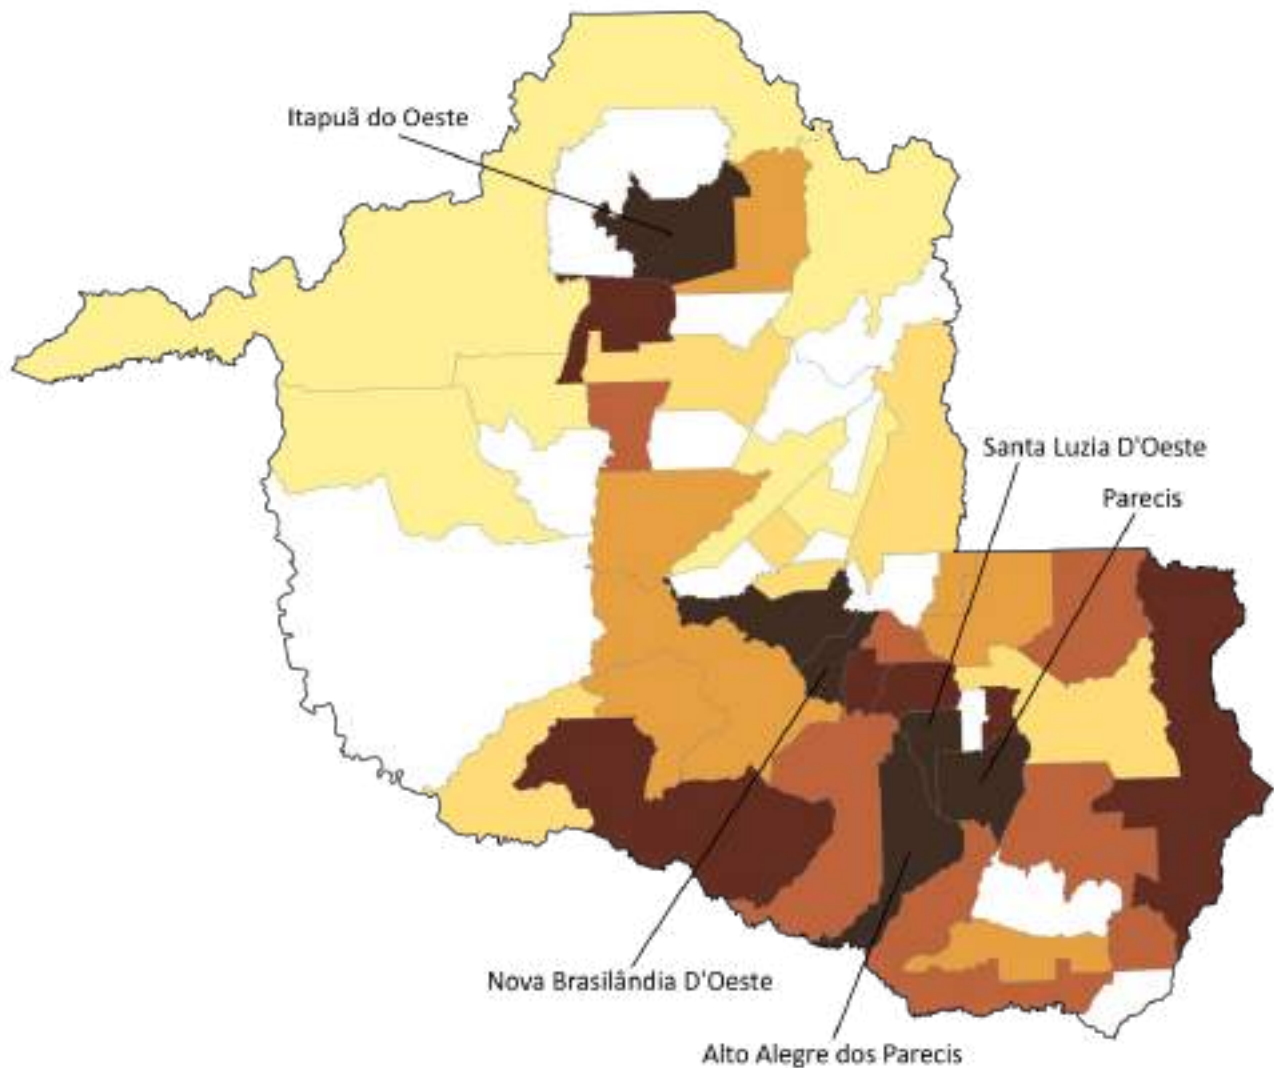 Itapuã do Oeste
Santa Luzia D'Oeste
Parecis
Nova Brasilândia D'Oeste
Alto Alegre dos Parecis